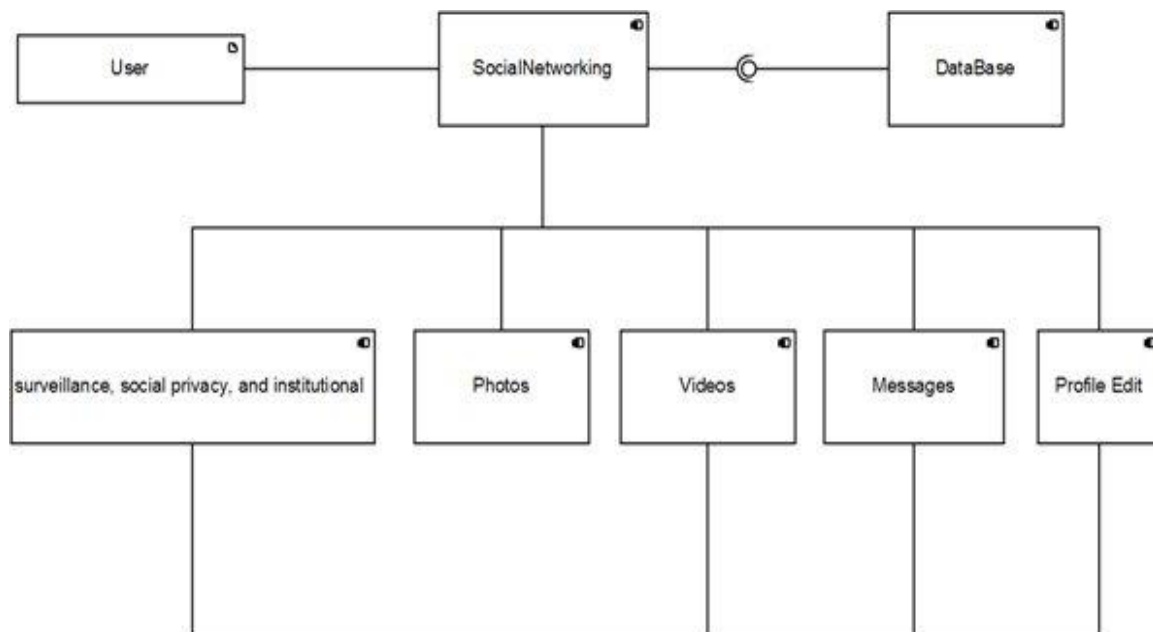 User
SocialNetworking
DataBase
surveillance, social privacy, and institutional
Photos
Videos
Messages
Profile Edit